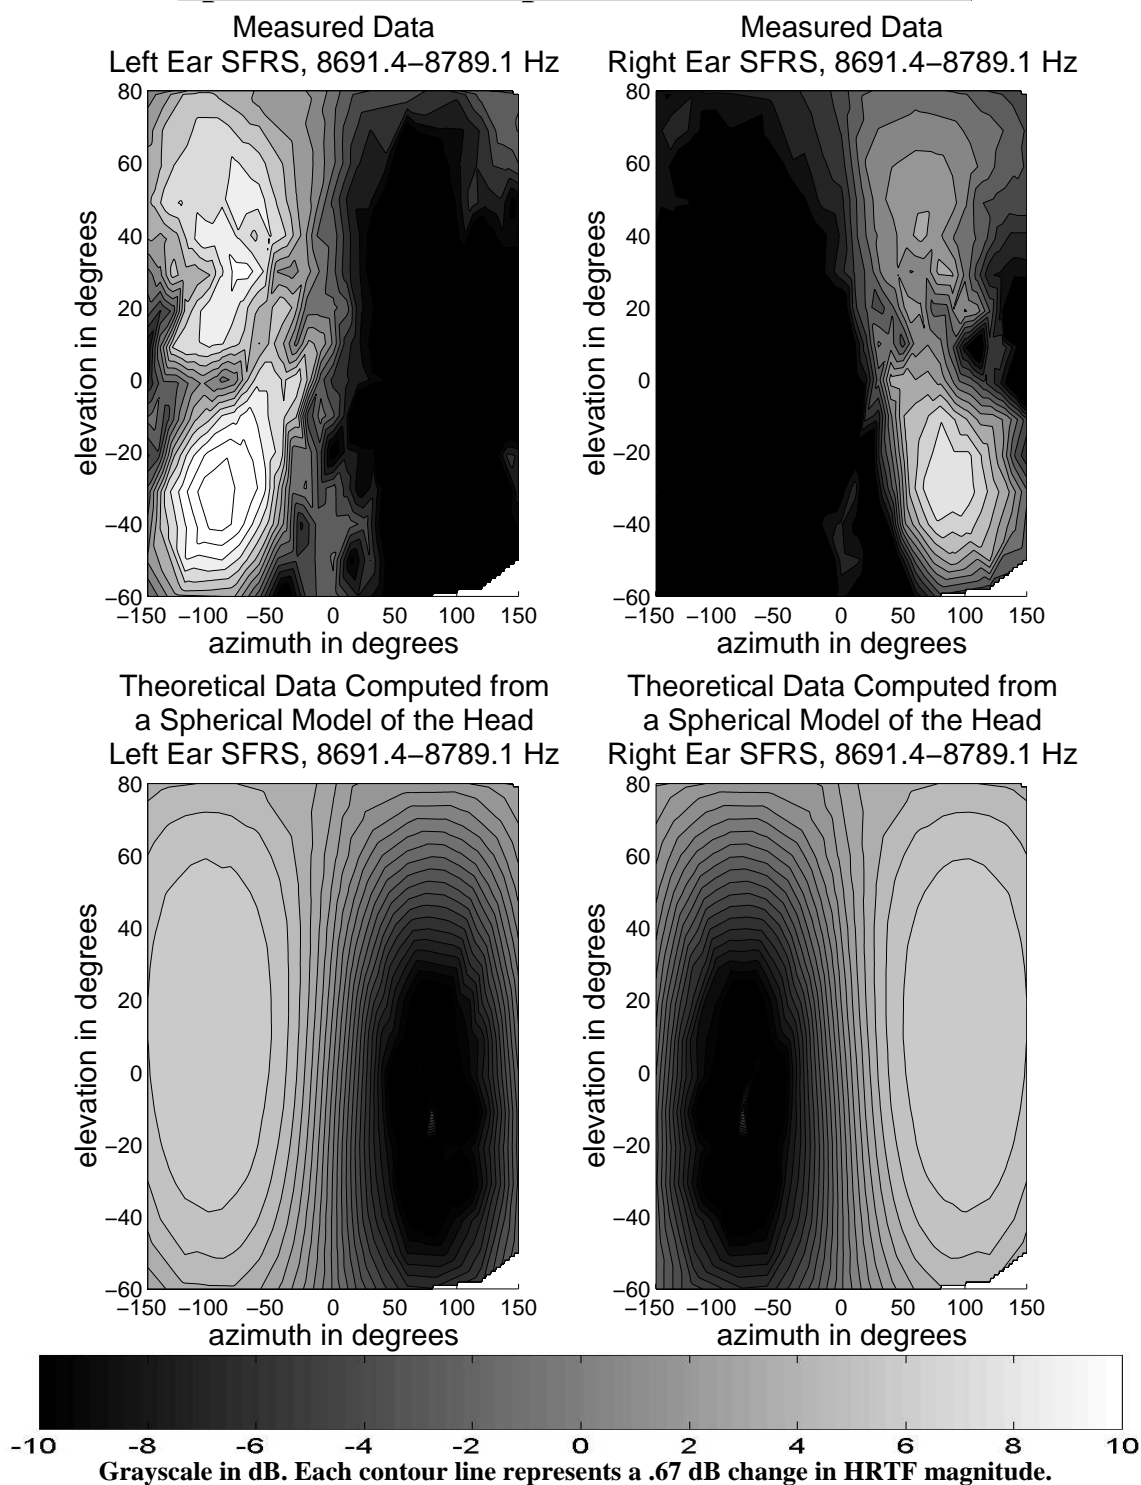 Measured Data
Left Ear SFRS, 8691.4−8789.1 Hz
80
60
40
20
0
−20
−40
−60
elevation in degrees
−150 −100 −50 0 50 100 150
azimuth in degrees
Measured Data
Right Ear SFRS, 8691.4−8789.1 Hz
80
60
40
20
0
−20
−40
−60
elevation in degrees
−150 −100 −50 0 50 100 150
azimuth in degrees
Theoretical Data Computed from
a Spherical Model of the Head
Left Ear SFRS, 8691.4−8789.1 Hz
80
60
40
20
0
−20
−40
−60
elevation in degrees
−150 −100 −50 0 50 100 150
azimuth in degrees
Theoretical Data Computed from
a Spherical Model of the Head
Right Ear SFRS, 8691.4−8789.1 Hz
80
60
40
20
0
−20
−40
−60
elevation in degrees
−150 −100 −50 0 50 100 150
azimuth in degrees
-10 -8 -6 -4 -2 0 2 4 6 8 10
Grayscale in dB. Each contour line represents a .67 dB change in HRTF magnitude.